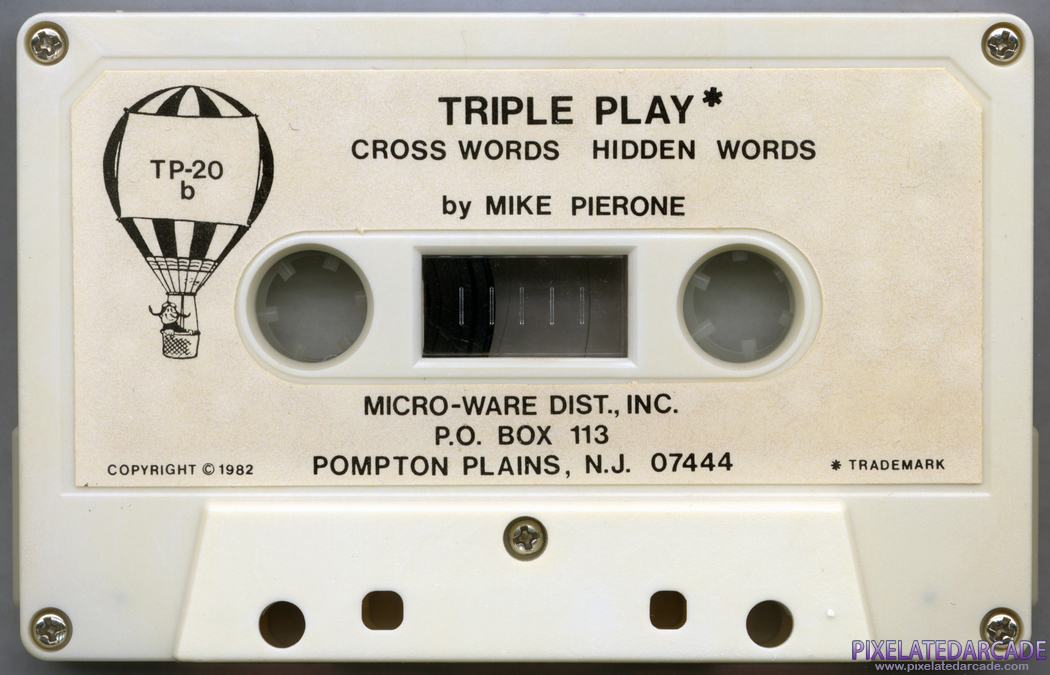 TRIPLE PLAY*
CROSS WORDS HIDDEN WORDS
TP-20
b
by MIKE PIERONE
MICRO-WARE DIST., INC.
P.O. BOX 113
POMPTON PLAINS, N.J. 07444
COPYRIGHT © 1982
* TRADEMARK
PIXELATEDARCADE
www.pixelatedarcade.com